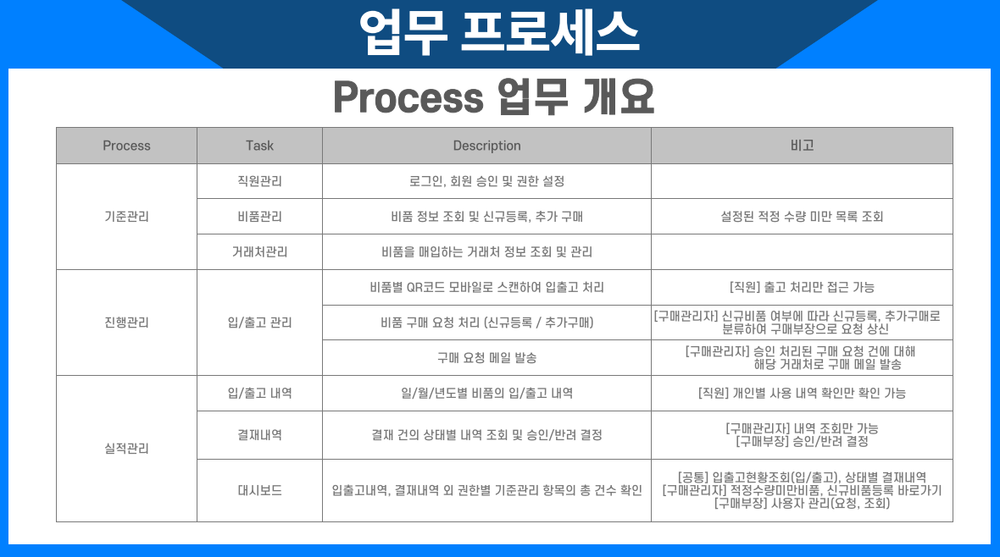 업무 프로세스
Process 업무 개요
Process Task Description 비고
기준관리
직원관리 로그인, 회원 승인 및 권한 설정
비품관리 비품 정보 조회 및 신규등록, 추가 구매 설정된 적정 수량 미만 목록 조회
거래처관리 비품을 매입하는 거래처 정보 조회 및 관리
진행관리
입/출고 관리
비품별 QR코드 모바일로 스캔하여 입출고 처리 [직원] 출고 처리만 접근 가능
비품 구매 요청 처리 (신규등록 / 추가구매)
[구매관리자] 신규비품 여부에 따라 신규등록, 추가구매로
분류하여 구매부장으로 요청 상신
구매 요청 메일 발송
[구매관리자] 승인 처리된 구매 요청 건에 대해
해당 거래처로 구매 메일 발송
실적관리
입/출고 내역 일/월/년도별 비품의 입/출고 내역 [직원] 개인별 사용 내역 확인만 확인 가능
결재내역 결재 건의 상태별 내역 조회 및 승인/반려 결정
[구매관리자] 내역 조회만 가능
[구매부장] 승인/반려 결정
대시보드 입출고내역, 결재내역 외 권한별 기준관리 항목의 총 건수 확인
[공통] 입출고현황조회(입/출고), 상태별 결재내역
[구매관리자] 적정수량미만비품, 신규비품등록 바로가기
[구매부장] 사용자 관리(요청, 조회)